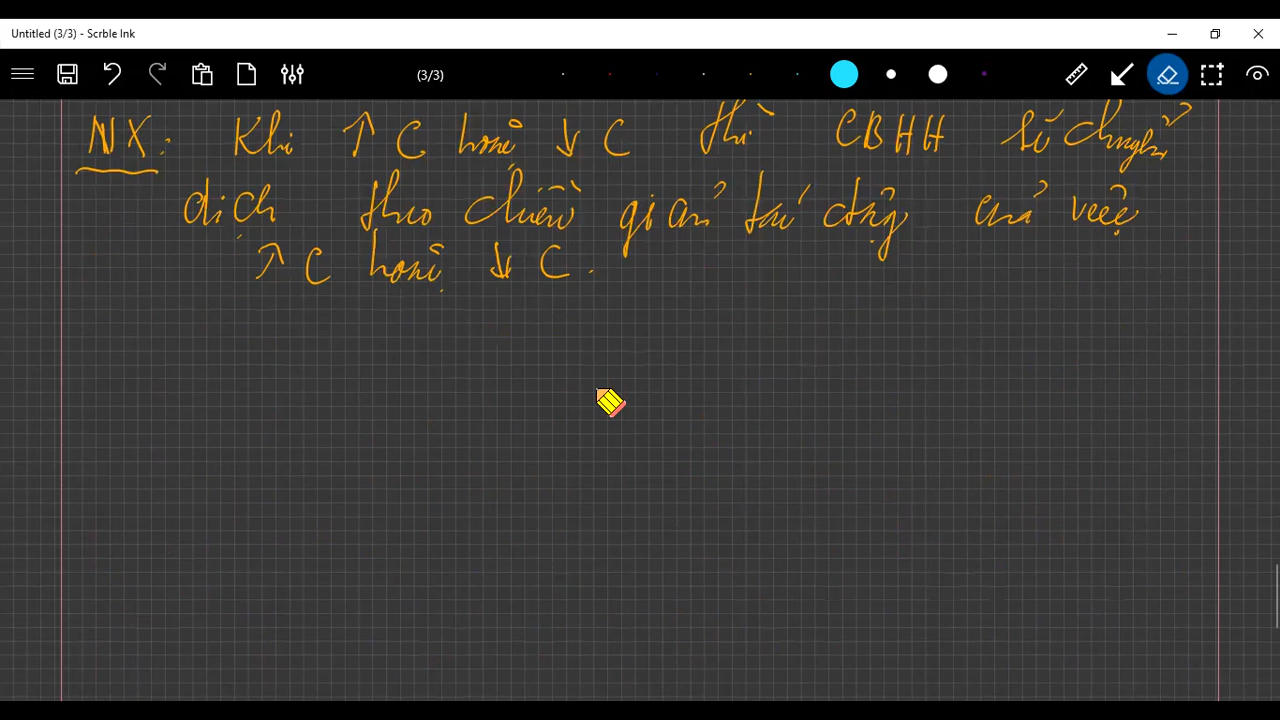 Untitled (3/3) - Scrble Ink
(3/3)
NX: Khi ↑ C hoặc ↓ C thì CBHH sẽ chuyển
dịch theo chiều giảm tác động của việc
↑ C hoặc ↓ C.